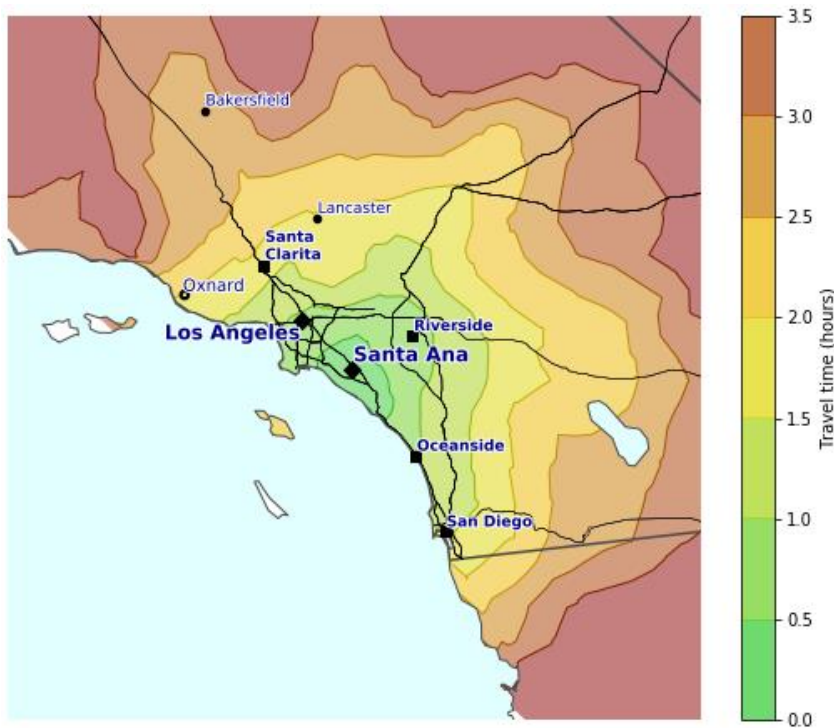 Bakersfield
Lancaster
Santa
Clarita
Oxnard
Los Angeles
Riverside
Santa Ana
Oceanside
San Diego
3.5
3.0
2.5
2.0
1.5
1.0
0.5
0.0
Travel time (hours)